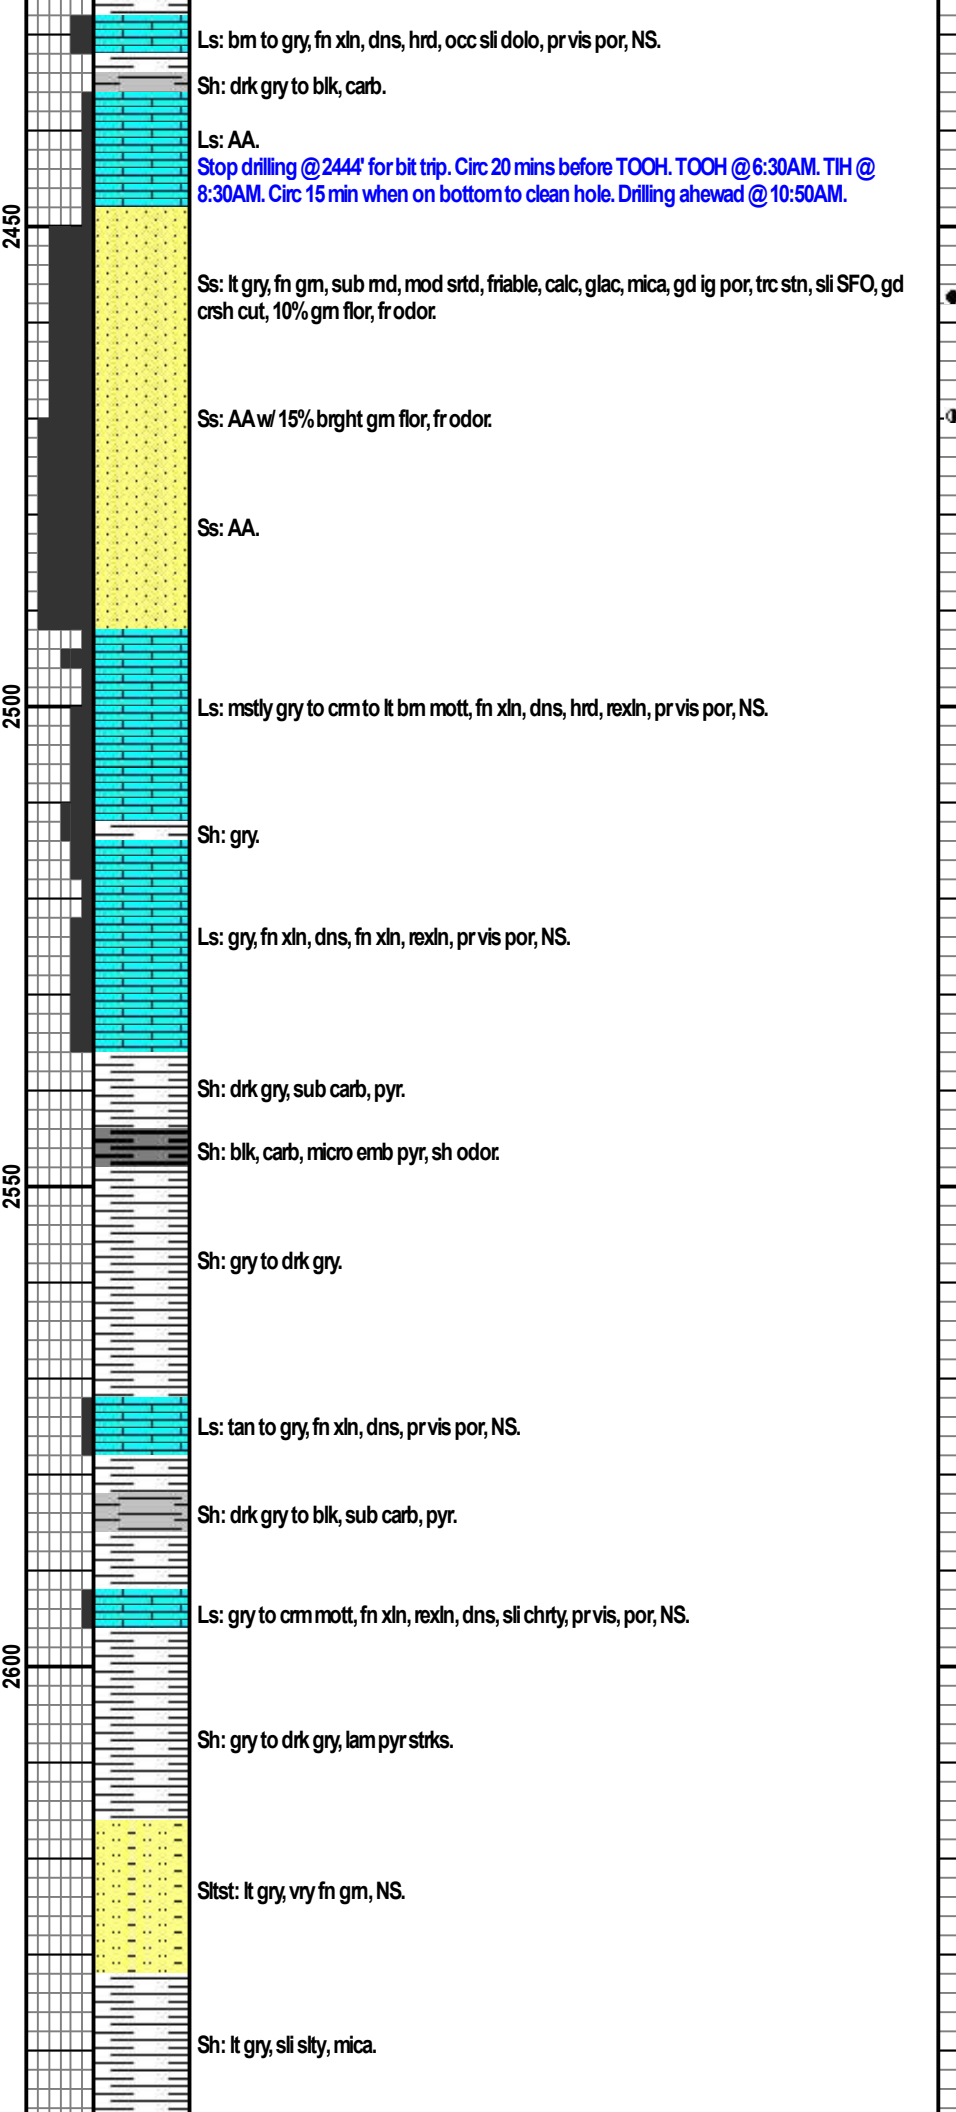 Ls: brn to gry, fn xln, dns, hrd, occ sli dolo, pr vis por, NS.
Sh: drk gry to blk, carb.
Ls: AA.
Stop drilling @ 2444' for bit trip. Circ 20 mins before TOOH. TOOH @ 6:30AM. TIH @
8:30AM. Circ 15 min when on bottom to clean hole. Drilling ahewad @ 10:50AM.
2450
Ss: lt gry, fn grn, sub rnd, mod srtd, friable, calc, glac, mica, gd ig por, trc stn, sli SFO, gd
crsh cut, 10% grn flor, fr odor.
Ss: AA w/ 15% brght grn flor, fr odor.
Ss: AA.
2500
Ls: mstly gry to crm to lt brn mott, fn xln, dns, hrd, rexln, pr vis por, NS.
Sh: gry.
Ls: gry, fn xln, dns, fn xln, rexln, pr vis por, NS.
Sh: drk gry, sub carb, pyr.
Sh: blk, carb, micro emb pyr, sh odor.
2550
Sh: gry to drk gry.
Ls: tan to gry, fn xln, dns, pr vis por, NS.
Sh: drk gry to blk, sub carb, pyr.
Ls: gry to crm mott, fn xln, rexln, dns, sli chrty, pr vis, por, NS.
2600
Sh: gry to drk gry, lam pyr strks.
Sltst: lt gry, vry fn grn, NS.
Sh: lt gry, sli slty, mica.